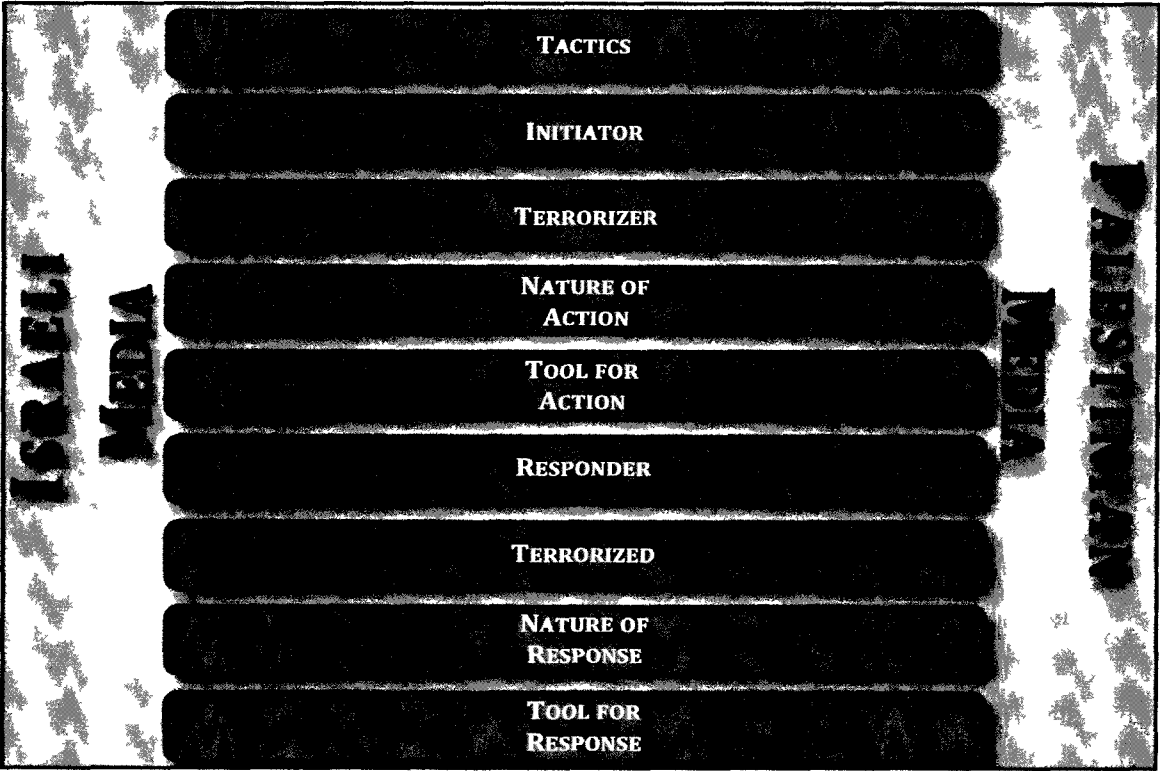 ISRAELI
MEDIA
TACTICS
INITIATOR
TERRORIZER
NATURE OF
ACTION
TOOL FOR
ACTION
RESPONDER
TERRORIZED
NATURE OF
RESPONSE
TOOL FOR
RESPONSE
MEDIA
PALESTINIAN